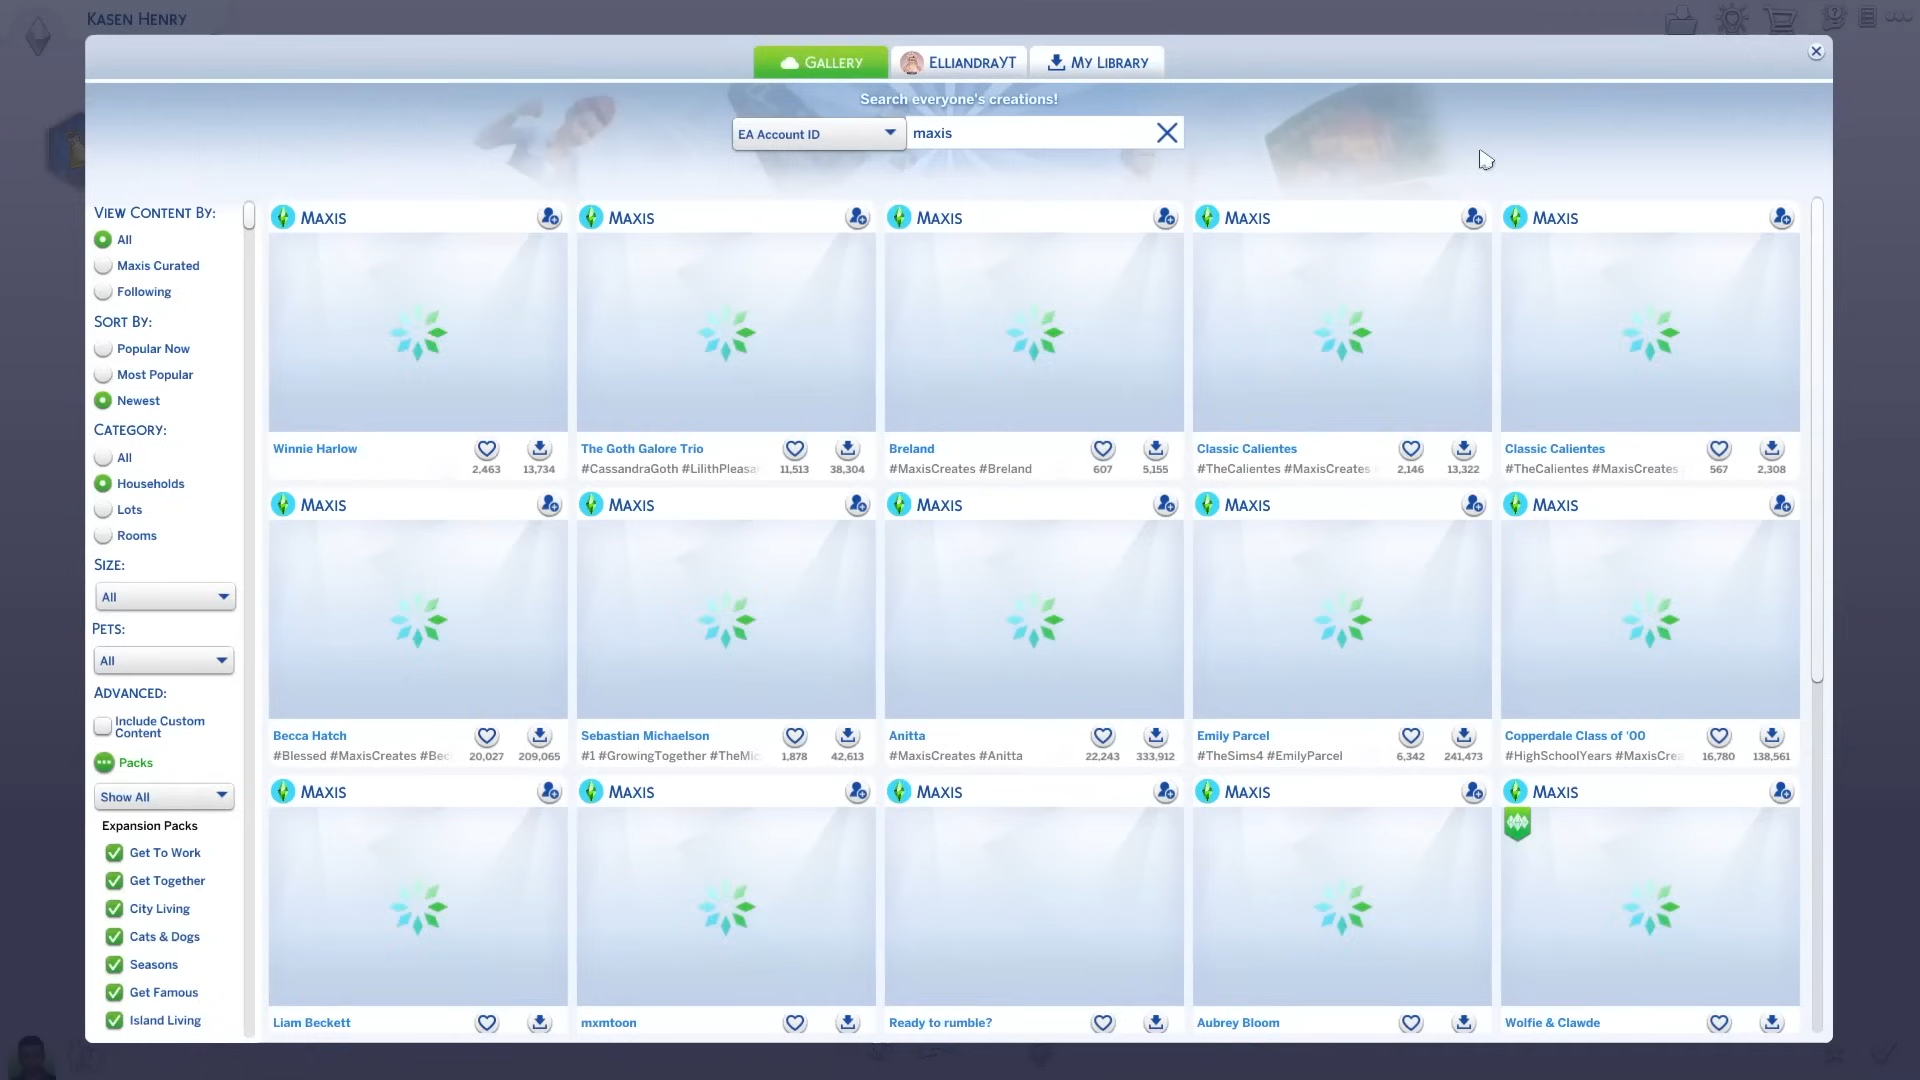 KASEN HENRY
GALLERY
ELLIANDRAYT
MY LIBRARY
Search everyone's creations!
EA Account ID
maxis
VIEW CONTENT BY:
All
Maxis Curated
Following
SORT BY:
Popular Now
Most Popular
Newest
CATEGORY:
All
Households
Lots
Rooms
SIZE:
All
PETS:
All
ADVANCED:
Include Custom
Content
Packs
Show All
Expansion Packs
Get To Work
Get Together
City Living
Cats & Dogs
Seasons
Get Famous
Island Living
MAXIS
MAXIS
MAXIS
MAXIS
MAXIS
Winnie Harlow
2,463 13,734
The Goth Galore Trio
#CassandraGoth #LilithPleasa
11,513 38,304
Breland
#MaxisCreates #Breland
607 5,155
Classic Calientes
#TheCalientes #MaxisCreates
2,146 13,322
Classic Calientes
#TheCalientes #MaxisCreates
567 2,308
MAXIS
MAXIS
MAXIS
MAXIS
MAXIS
Becca Hatch
#Blessed #MaxisCreates #Bec
20,027 209,065
Sebastian Michaelson
#1 #GrowingTogether #TheMic
1,878 42,613
Anitta
#MaxisCreates #Anitta
22,243 333,912
Emily Parcel
#TheSims4 #EmilyParcel
6,342 241,473
Copperdale Class of '00
#HighSchoolYears #MaxisCrea
16,780 138,561
MAXIS
MAXIS
MAXIS
MAXIS
MAXIS
Liam Beckett
mxmtoon
Ready to rumble?
Aubrey Bloom
Wolfie & Clawde